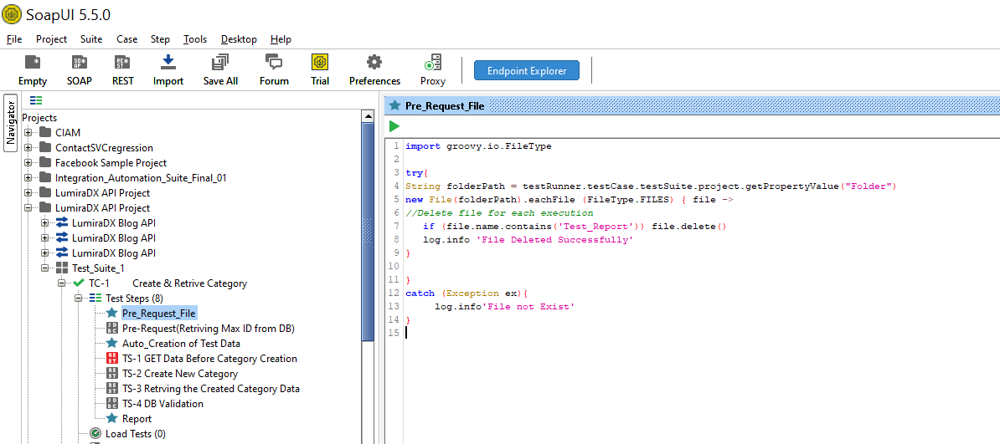 SoapUI 5.5.0
File Project Suite Case Step Tools Desktop Help
Empty SOAP REST Import Save All Forum Trial Preferences Proxy Endpoint Explorer
Navigator
Projects
CIAM
ContactSVCregression
Facebook Sample Project
Integration_Automation_Suite_Final_01
LumiraDX API Project
LumiraDX API Project
LumiraDX Blog API
LumiraDX Blog API
LumiraDX Blog API
Test_Suite_1
TC-1 Create & Retrive Category
Test Steps (8)
Pre_Request_File
Pre-Request(Retriving Max ID from DB)
Auto_Creation of Test Data
TS-1 GET Data Before Category Creation
TS-2 Create New Category
TS-3 Retrving the Created Category Data
TS-4 DB Validation
Report
Load Tests (0)
Pre_Request_File
1 import groovy.io.FileType
2
3 try{
4 String folderPath = testRunner.testCase.testSuite.project.getPropertyValue("Folder")
5 new File(folderPath).eachFile (FileType.FILES) { file ->
6 //Delete file for each execution
7 if (file.name.contains('Test_Report')) file.delete()
8 log.info 'File Deleted Successfully'
9 }
10
11 }
12 catch (Exception ex){
13 log.info'File not Exist'
14 }
15